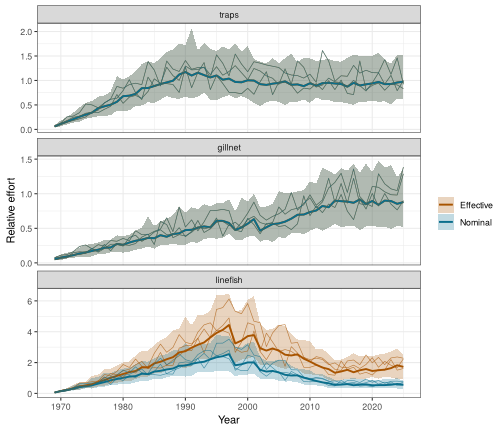 traps
2.0
1.5
1.0
0.5
0.0
gillnet
1.5
1.0
0.5
0.0
Relative effort
linefish
6
4
2
0
1970 1980 1990 2000 2010 2020
Year
Effective
Nominal